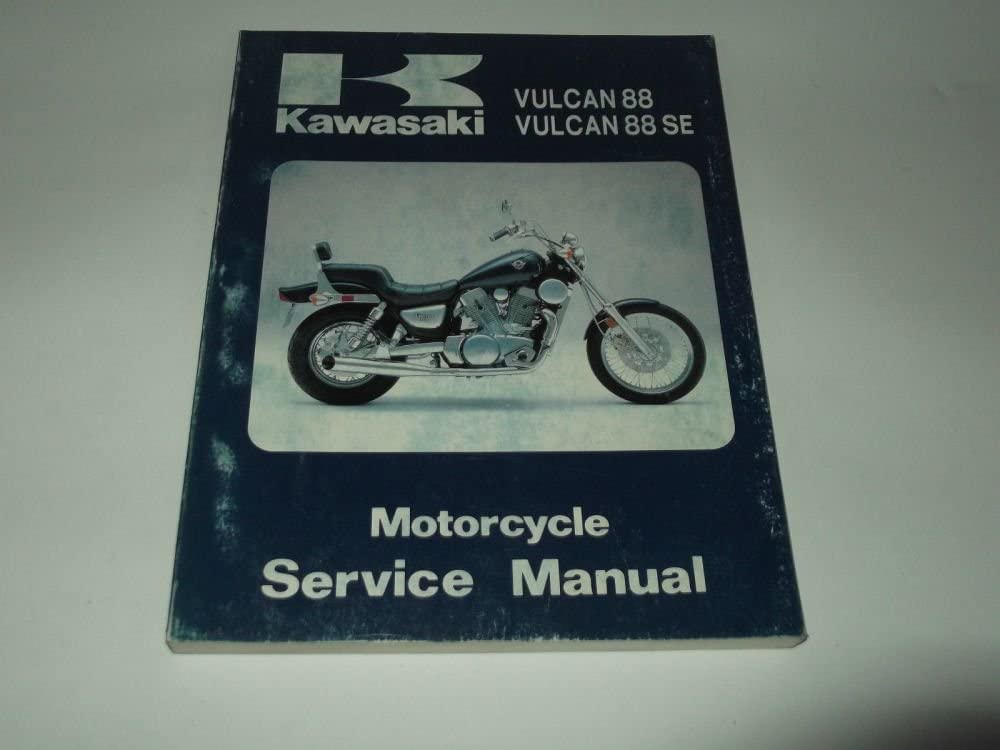 Kawasaki
VULCAN 88
VULCAN 88 SE
Motorcycle
Service Manual